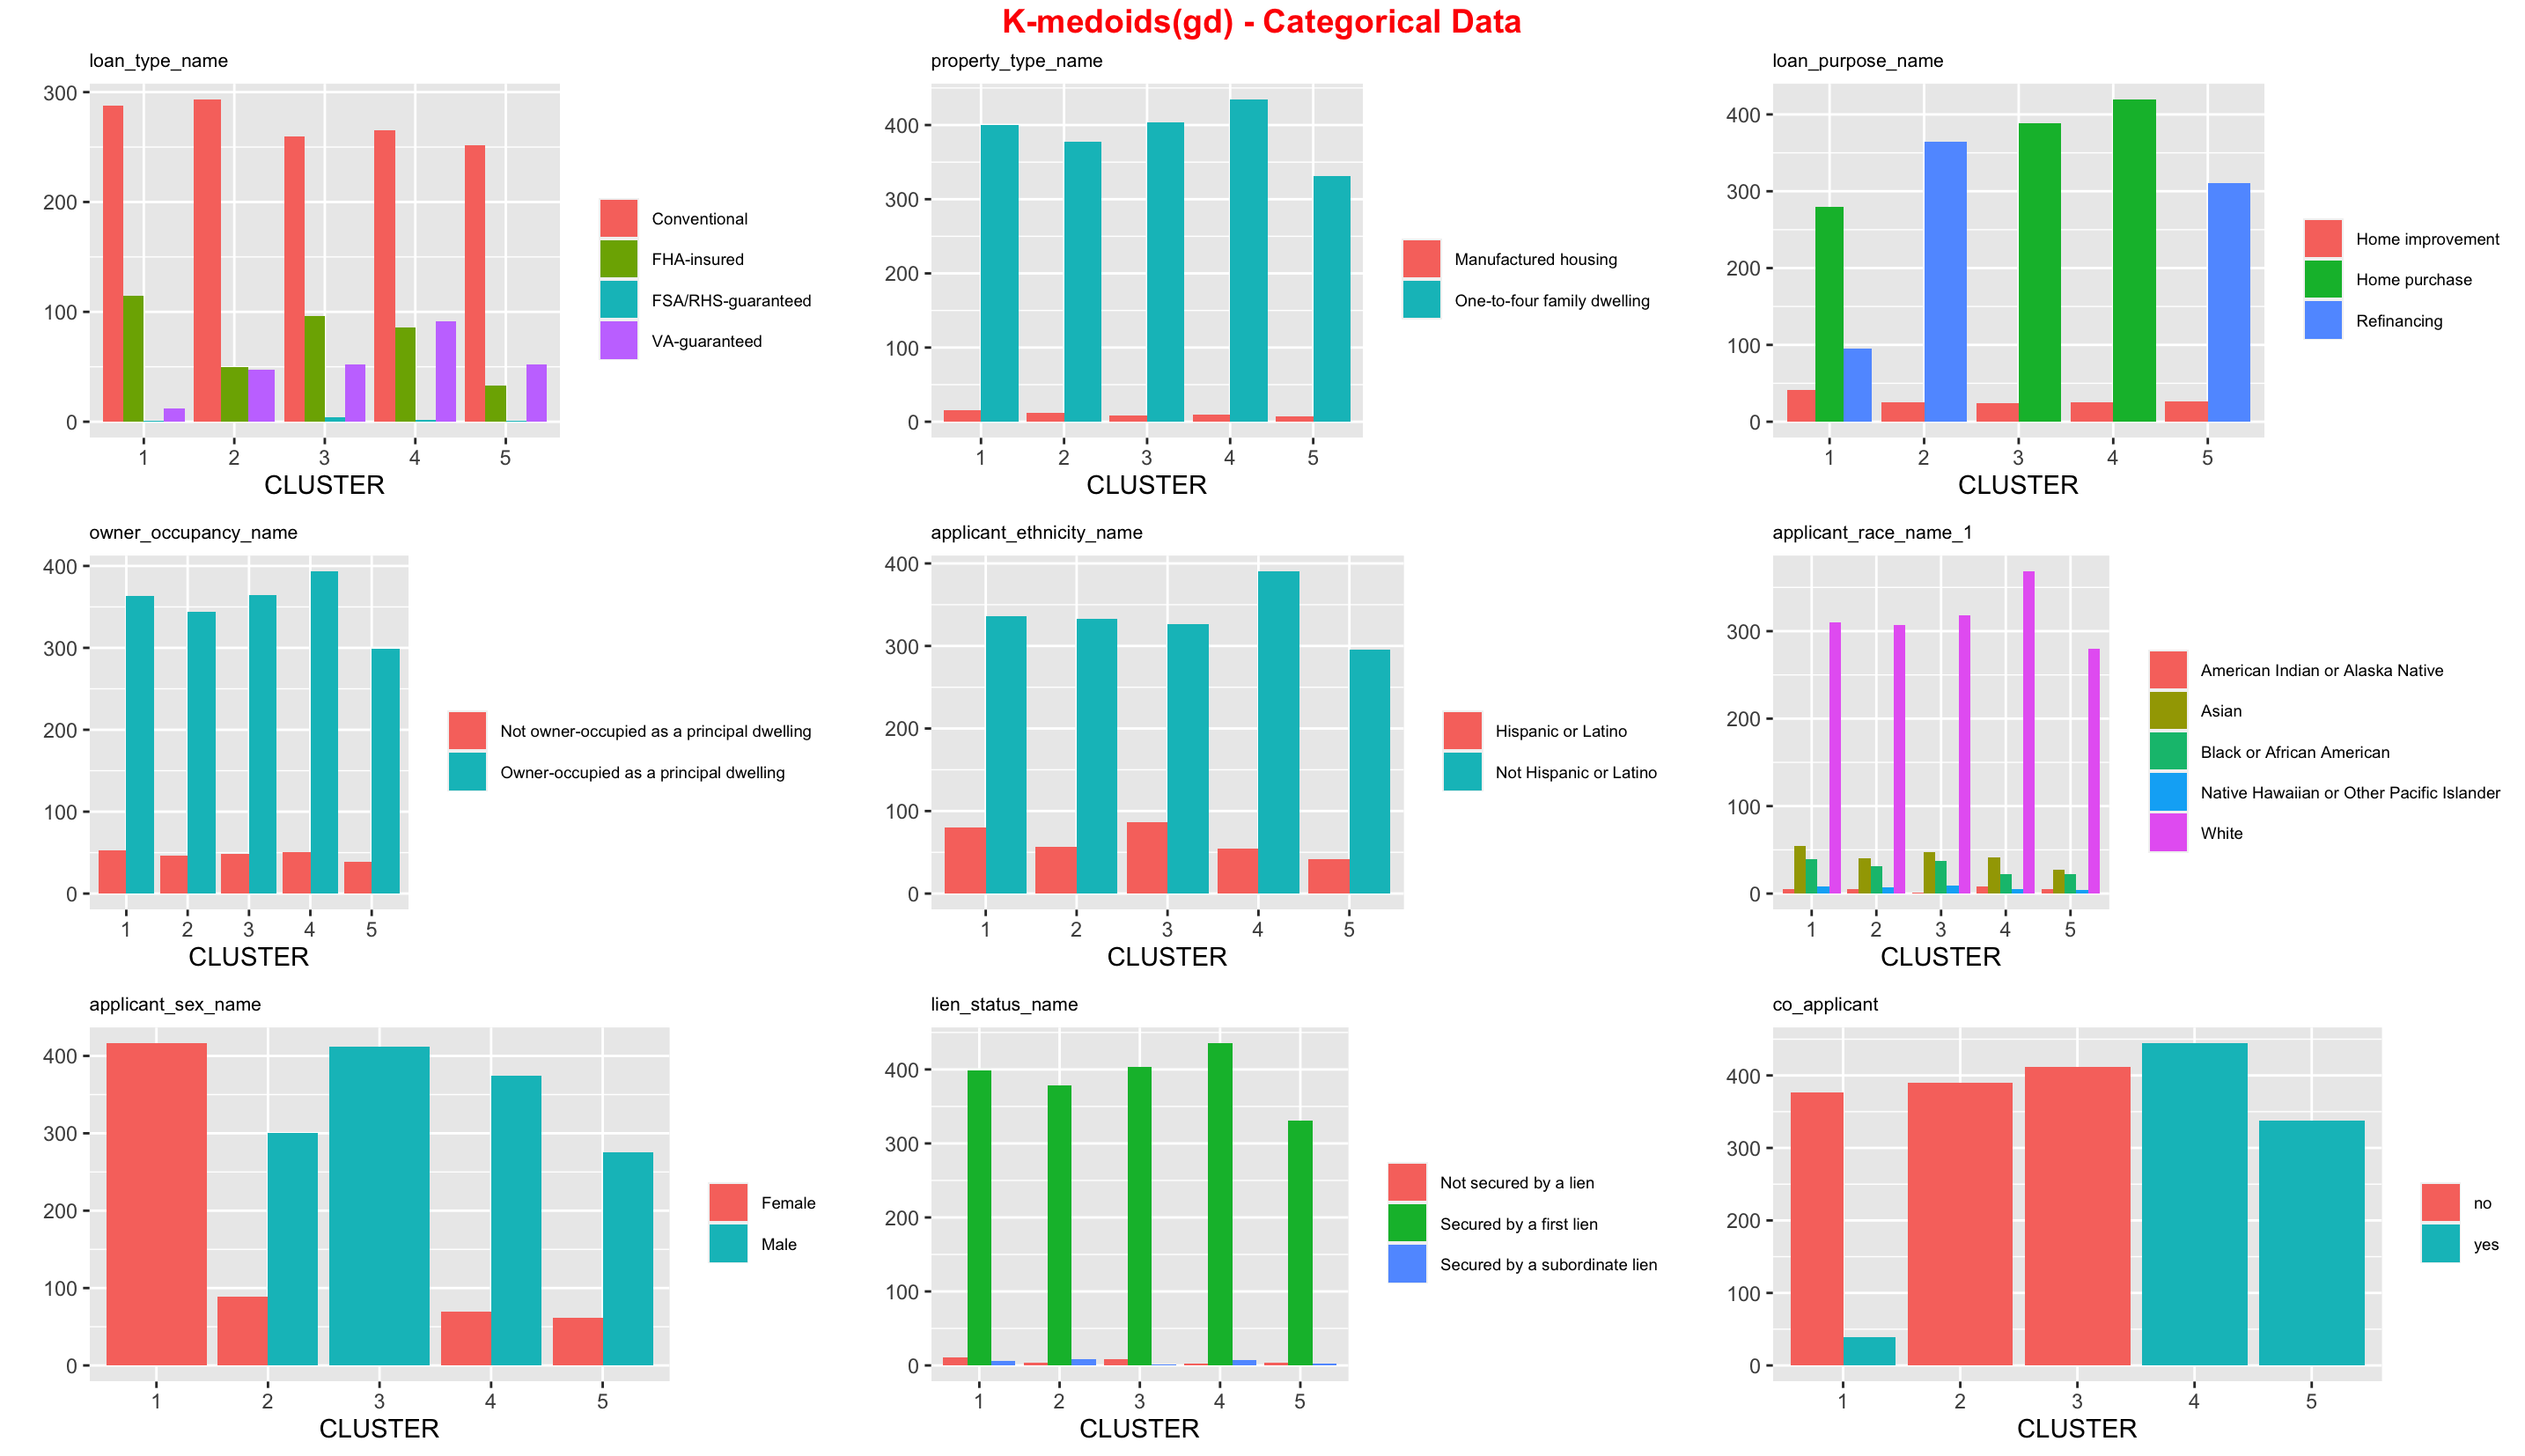 K-medoids(gd) - Categorical Data
loan_type_name
300
200
100
0
1 2 3 4 5
CLUSTER
Conventional
FHA-insured
FSA/RHS-guaranteed
VA-guaranteed
property_type_name
400
300
200
100
0
1 2 3 4 5
CLUSTER
Manufactured housing
One-to-four family dwelling
loan_purpose_name
400
300
200
100
0
1 2 3 4 5
CLUSTER
Home improvement
Home purchase
Refinancing
owner_occupancy_name
400
300
200
100
0
1 2 3 4 5
CLUSTER
Not owner-occupied as a principal dwelling
Owner-occupied as a principal dwelling
applicant_ethnicity_name
400
300
200
100
0
1 2 3 4 5
CLUSTER
Hispanic or Latino
Not Hispanic or Latino
applicant_race_name_1
300
200
100
0
1 2 3 4 5
CLUSTER
American Indian or Alaska Native
Asian
Black or African American
Native Hawaiian or Other Pacific Islander
White
applicant_sex_name
400
300
200
100
0
1 2 3 4 5
CLUSTER
Female
Male
lien_status_name
400
300
200
100
0
1 2 3 4 5
CLUSTER
Not secured by a lien
Secured by a first lien
Secured by a subordinate lien
co_applicant
400
300
200
100
0
1 2 3 4 5
CLUSTER
no
yes